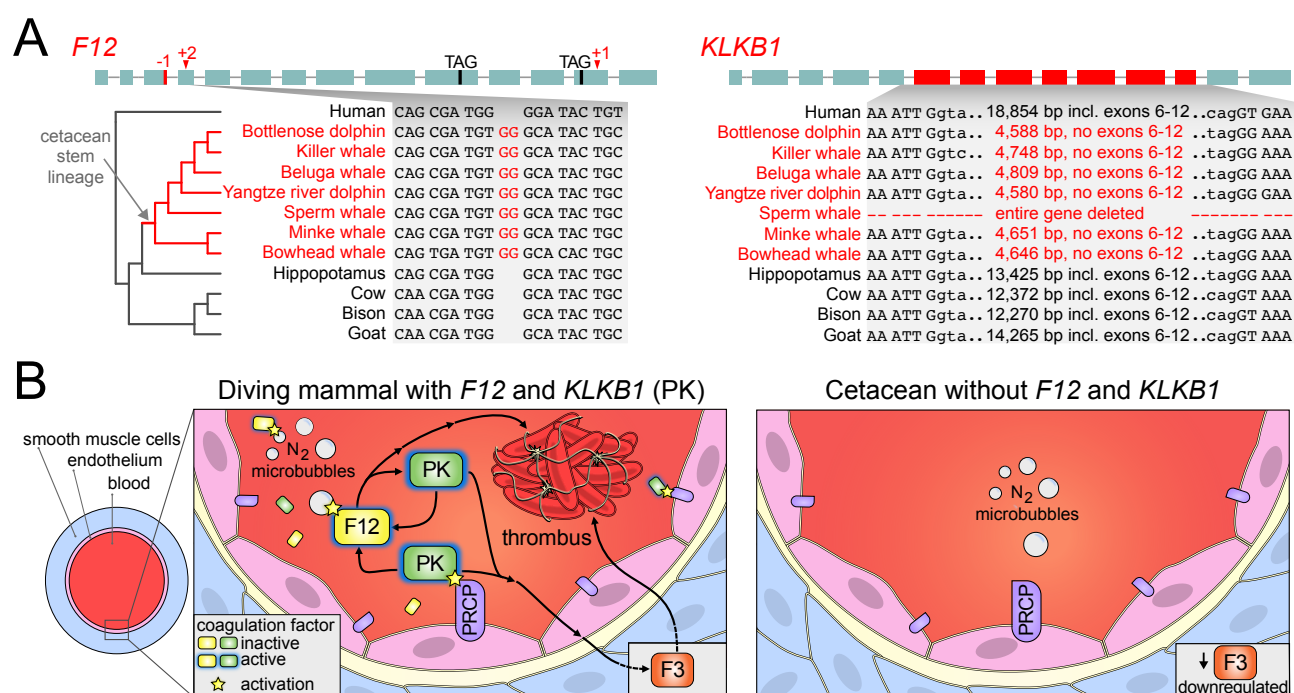 A
F12
-1 +2 TAG TAG +1
cetacean
stem
lineage
Human CAG CGA TGG GGA TAC TGT
Bottlenose dolphin CAG CGA TGT GG GCA TAC TGC
Killer whale CAG CGA TGT GG GCA TAC TGC
Beluga whale CAG CGA TGT GG GCA TAC TGC
Yangtze river dolphin CAG CGA TGT GG GCA TAC TGC
Sperm whale CAG CGA TGT GG GCA TAC TGC
Minke whale CAG CGA TGT GG GCA TAC TGC
Bowhead whale CAG TGA TGT GG GCA CAC TGC
Hippopotamus CAG CGA TGG GCA TAC TGC
Cow CAA CGA TGG GCA TAC TGC
Bison CAA CGA TGG GCA TAC TGC
Goat CAA CGA TGG GCA TAC TGC
KLKB1
Human AA ATT Ggta.. 18,854 bp incl. exons 6-12 ..cagGT GAA
Bottlenose dolphin AA ATT Ggta.. 4,588 bp, no exons 6-12 ..tagGG AAA
Killer whale AA ATT Ggtc.. 4,748 bp, no exons 6-12 ..tagGG AAA
Beluga whale AA ATT Ggta.. 4,809 bp, no exons 6-12 ..tagGG AAA
Yangtze river dolphin AA ATT Ggta.. 4,580 bp, no exons 6-12 ..tagGG GAA
Sperm whale -- --- ------ entire gene deleted ------- ---
Minke whale AA ATT Ggta.. 4,651 bp, no exons 6-12 ..tagGG AAA
Bowhead whale AA ATT Ggta.. 4,646 bp, no exons 6-12 ..tagGG AAA
Hippopotamus AA ATT Ggta.. 13,425 bp incl. exons 6-12 ..tagGG AAA
Cow AA ATT Ggta.. 12,372 bp incl. exons 6-12 ..cagGT AAA
Bison AA ATT Ggta.. 12,270 bp incl. exons 6-12 ..cagGT AAA
Goat AA ATT Ggta.. 14,265 bp incl. exons 6-12 ..cagGT AAA
B
smooth muscle cells
endothelium
blood
Diving mammal with F12 and KLKB1 (PK)
N2
microbubbles
PK
F12
thrombus
PK
PRCP
F3
coagulation factor
inactive
active
activation
Cetacean without F12 and KLKB1
N2
microbubbles
PRCP
F3
downregulated